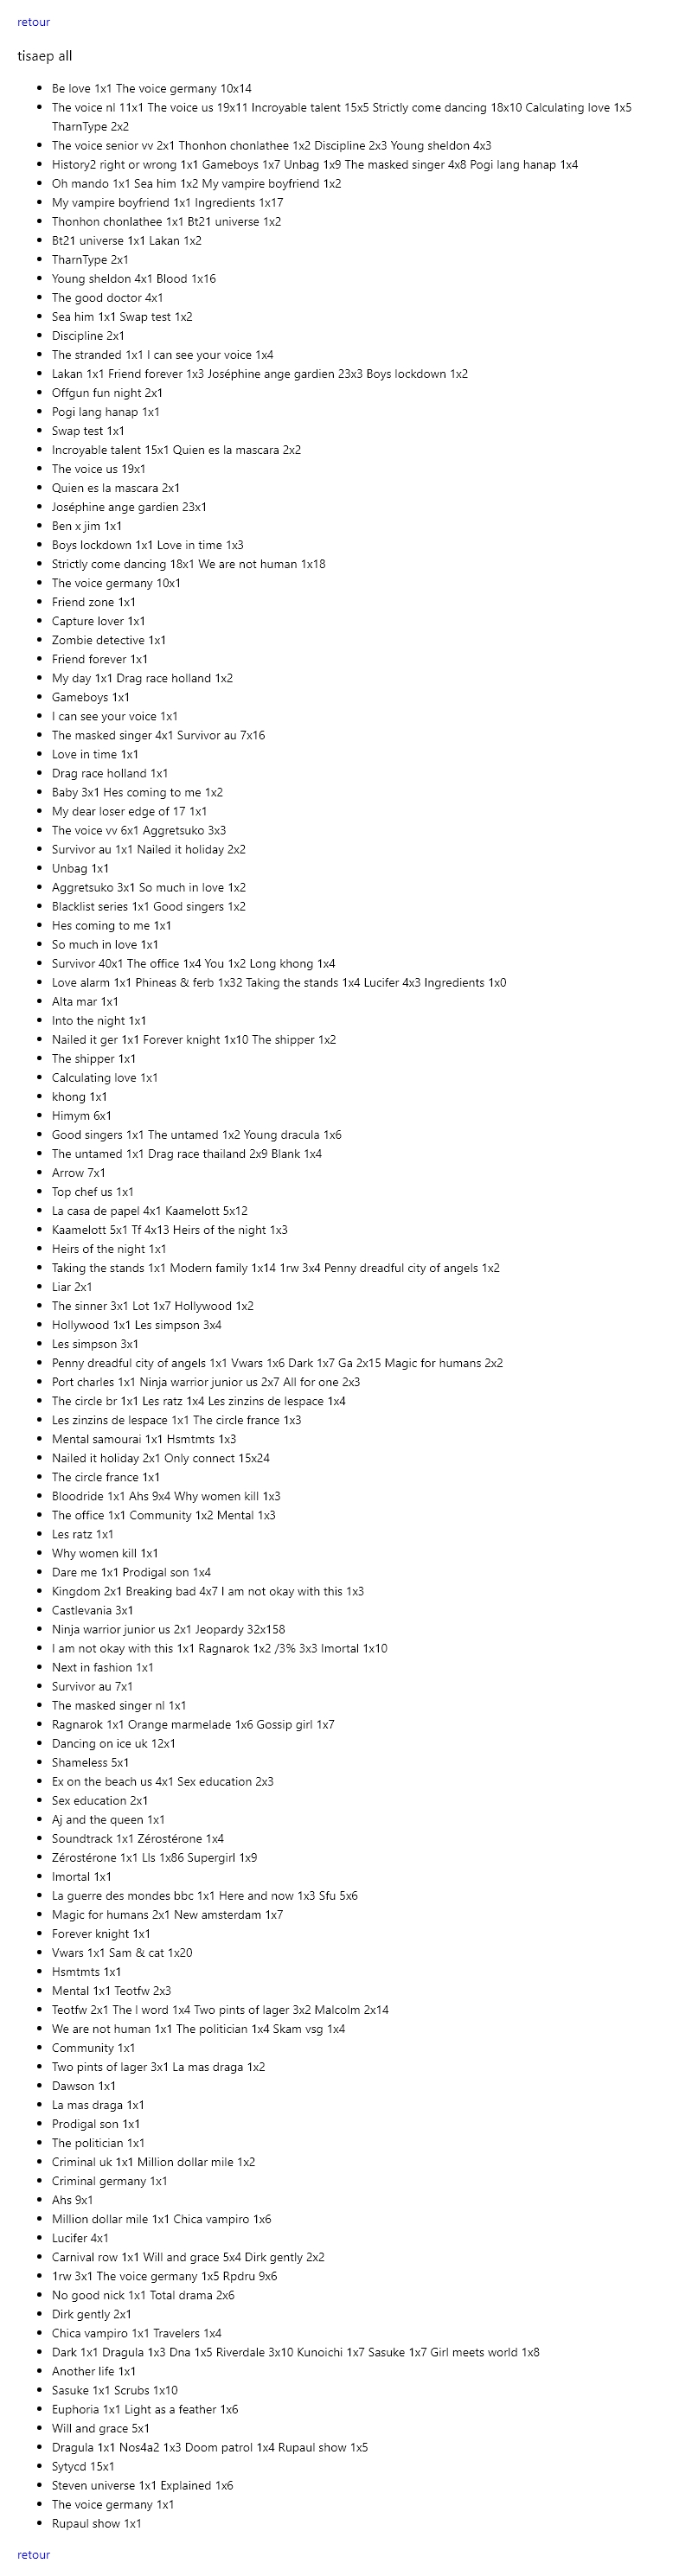 retour
tisaep all
Be love 1x1 The voice germany 10x14
The voice nl 11x1 The voice us 19x11 Incroyable talent 15x5 Strictly come dancing 18x10 Calculating love 1x5
TharnType 2x2
The voice senior vv 2x1 Thonhon chonlathee 1x2 Discipline 2x3 Young sheldon 4x3
History2 right or wrong 1x1 Gameboys 1x7 Unbag 1x9 The masked singer 4x8 Pogi lang hanap 1x4
Oh mando 1x1 Sea him 1x2 My vampire boyfriend 1x2
My vampire boyfriend 1x1 Ingredients 1x17
Thonhon chonlathee 1x1 Bt21 universe 1x2
Bt21 universe 1x1 Lakan 1x2
TharnType 2x1
Young sheldon 4x1 Blood 1x16
The good doctor 4x1
Sea him 1x1 Swap test 1x2
Discipline 2x1
The stranded 1x1 I can see your voice 1x4
Lakan 1x1 Friend forever 1x3 Joséphine ange gardien 23x3 Boys lockdown 1x2
Offgun fun night 2x1
Pogi lang hanap 1x1
Swap test 1x1
Incroyable talent 15x1 Quien es la mascara 2x2
The voice us 19x1
Quien es la mascara 2x1
Joséphine ange gardien 23x1
Ben x jim 1x1
Boys lockdown 1x1 Love in time 1x3
Strictly come dancing 18x1 We are not human 1x18
The voice germany 10x1
Friend zone 1x1
Capture lover 1x1
Zombie detective 1x1
Friend forever 1x1
My day 1x1 Drag race holland 1x2
Gameboys 1x1
I can see your voice 1x1
The masked singer 4x1 Survivor au 7x16
Love in time 1x1
Drag race holland 1x1
Baby 3x1 Hes coming to me 1x2
My dear loser edge of 17 1x1
The voice vv 6x1 Aggretsuko 3x3
Survivor au 1x1 Nailed it holiday 2x2
Unbag 1x1
Aggretsuko 3x1 So much in love 1x2
Blacklist series 1x1 Good singers 1x2
Hes coming to me 1x1
So much in love 1x1
Survivor 40x1 The office 1x4 You 1x2 Long khong 1x4
Love alarm 1x1 Phineas & ferb 1x32 Taking the stands 1x4 Lucifer 4x3 Ingredients 1x0
Alta mar 1x1
Into the night 1x1
Nailed it ger 1x1 Forever knight 1x10 The shipper 1x2
The shipper 1x1
Calculating love 1x1
khong 1x1
Himym 6x1
Good singers 1x1 The untamed 1x2 Young dracula 1x6
The untamed 1x1 Drag race thailand 2x9 Blank 1x4
Arrow 7x1
Top chef us 1x1
La casa de papel 4x1 Kaamelott 5x12
Kaamelott 5x1 Tf 4x13 Heirs of the night 1x3
Heirs of the night 1x1
Taking the stands 1x1 Modern family 1x14 1rw 3x4 Penny dreadful city of angels 1x2
Liar 2x1
The sinner 3x1 Lot 1x7 Hollywood 1x2
Hollywood 1x1 Les simpson 3x4
Les simpson 3x1
Penny dreadful city of angels 1x1 Vwars 1x6 Dark 1x7 Ga 2x15 Magic for humans 2x2
Port charles 1x1 Ninja warrior junior us 2x7 All for one 2x3
The circle br 1x1 Les ratz 1x4 Les zinzins de lespace 1x4
Les zinzins de lespace 1x1 The circle france 1x3
Mental samourai 1x1 Hsmtmts 1x3
Nailed it holiday 2x1 Only connect 15x24
The circle france 1x1
Bloodride 1x1 Ahs 9x4 Why women kill 1x3
The office 1x1 Community 1x2 Mental 1x3
Les ratz 1x1
Why women kill 1x1
Dare me 1x1 Prodigal son 1x4
Kingdom 2x1 Breaking bad 4x7 I am not okay with this 1x3
Castlevania 3x1
Ninja warrior junior us 2x1 Jeopardy 32x158
I am not okay with this 1x1 Ragnarok 1x2 /3% 3x3 Imortal 1x10
Next in fashion 1x1
Survivor au 7x1
The masked singer nl 1x1
Ragnarok 1x1 Orange marmelade 1x6 Gossip girl 1x7
Dancing on ice uk 12x1
Shameless 5x1
Ex on the beach us 4x1 Sex education 2x3
Sex education 2x1
Aj and the queen 1x1
Soundtrack 1x1 Zérostérone 1x4
Zérostérone 1x1 Lls 1x86 Supergirl 1x9
Imortal 1x1
La guerre des mondes bbc 1x1 Here and now 1x3 Sfu 5x6
Magic for humans 2x1 New amsterdam 1x7
Forever knight 1x1
Vwars 1x1 Sam & cat 1x20
Hsmtmts 1x1
Mental 1x1 Teotfw 2x3
Teotfw 2x1 The l word 1x4 Two pints of lager 3x2 Malcolm 2x14
We are not human 1x1 The politician 1x4 Skam vsg 1x4
Community 1x1
Two pints of lager 3x1 La mas draga 1x2
Dawson 1x1
La mas draga 1x1
Prodigal son 1x1
The politician 1x1
Criminal uk 1x1 Million dollar mile 1x2
Criminal germany 1x1
Ahs 9x1
Million dollar mile 1x1 Chica vampiro 1x6
Lucifer 4x1
Carnival row 1x1 Will and grace 5x4 Dirk gently 2x2
1rw 3x1 The voice germany 1x5 Rpdru 9x6
No good nick 1x1 Total drama 2x6
Dirk gently 2x1
Chica vampiro 1x1 Travelers 1x4
Dark 1x1 Dragula 1x3 Dna 1x5 Riverdale 3x10 Kunoichi 1x7 Sasuke 1x7 Girl meets world 1x8
Another life 1x1
Sasuke 1x1 Scrubs 1x10
Euphoria 1x1 Light as a feather 1x6
Will and grace 5x1
Dragula 1x1 Nos4a2 1x3 Doom patrol 1x4 Rupaul show 1x5
Sytycd 15x1
Steven universe 1x1 Explained 1x6
The voice germany 1x1
Rupaul show 1x1
retour